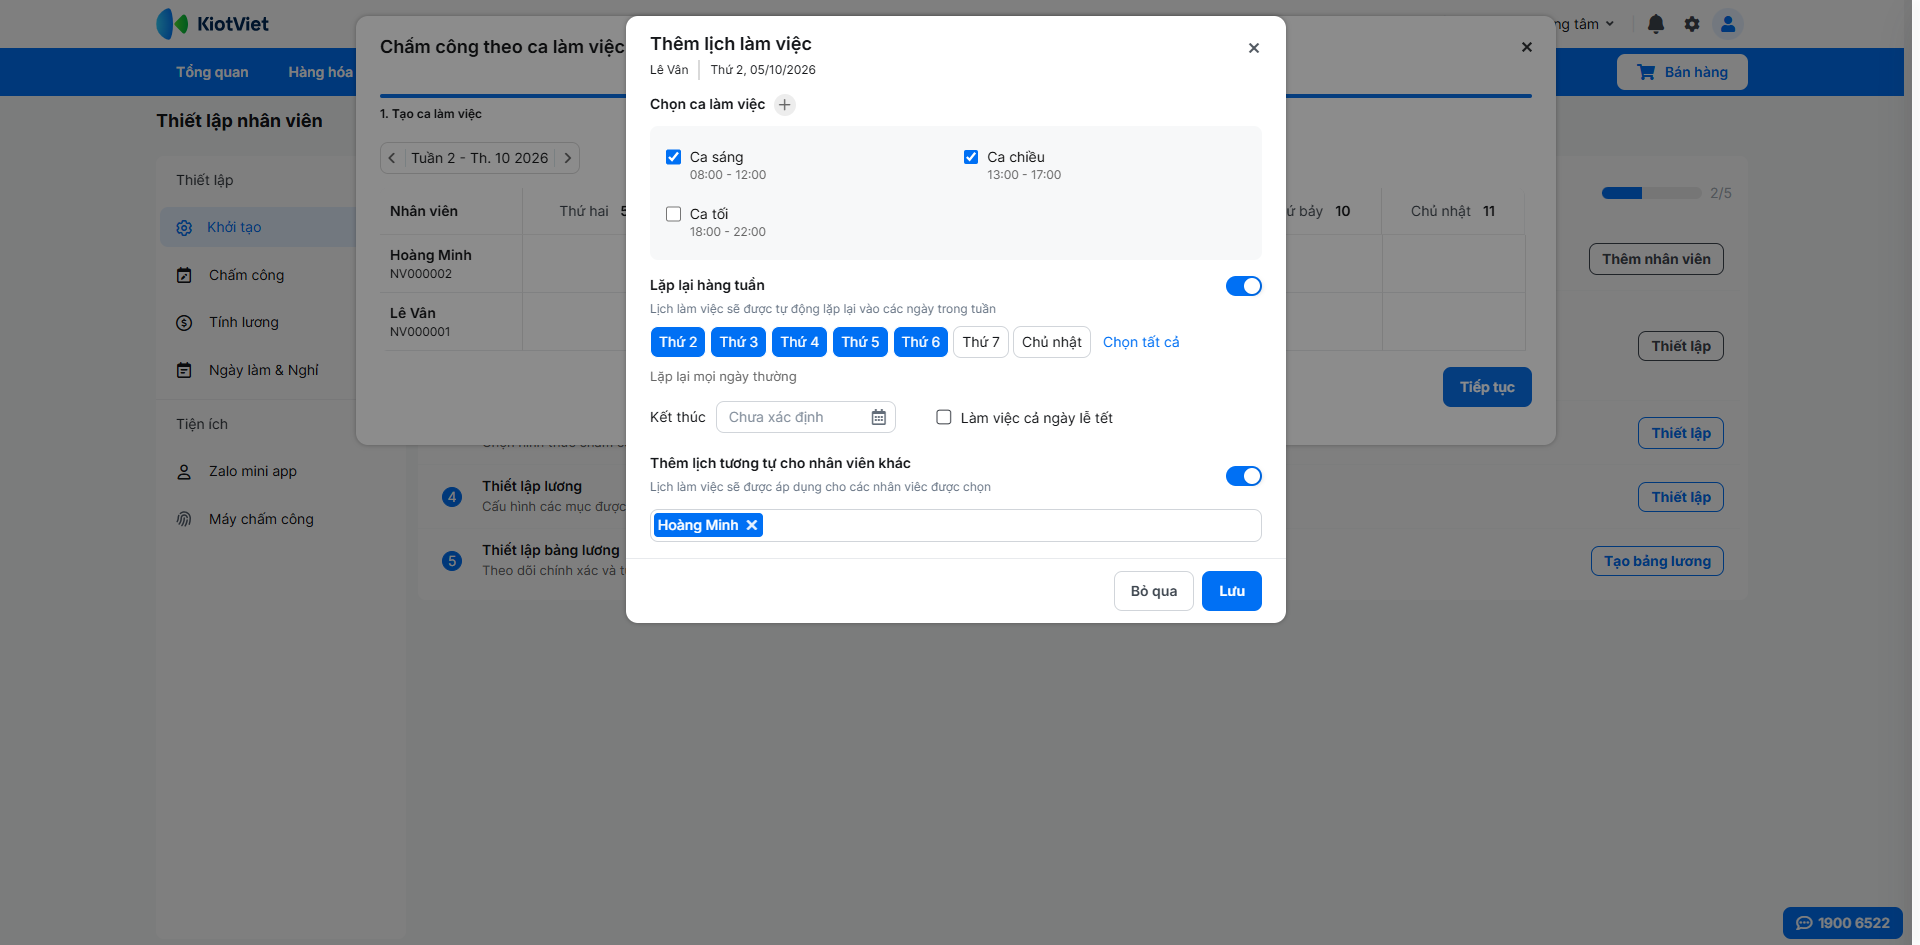 KiotViet
ng tâm
Tổng quan
Hàng hóa
Bán hàng
Thiết lập nhân viên
Thiết lập
Khởi tạo
Chấm công
Tính lương
Ngày làm & Nghỉ
Tiện ích
Zalo mini app
Máy chấm công
2/5
Thêm nhân viên
Thiết lập
Thiết lập
4
Thiết lập lương
Cấu hình các mục được
Thiết lập
5
Thiết lập bảng lương
Theo dõi chính xác và t
Tạo bảng lương
Chấm công theo ca làm việc
1. Tạo ca làm việc
Tuần 2 - Th. 10 2026
Nhân viên
Thứ hai 5
ứ bảy 10
Chủ nhật 11
Hoàng Minh
NV000002
Lê Vân
NV000001
Tiếp tục
Thêm lịch làm việc
Lê Vân
Thứ 2, 05/10/2026
Chọn ca làm việc
Ca sáng
08:00 - 12:00
Ca chiều
13:00 - 17:00
Ca tối
18:00 - 22:00
Lặp lại hàng tuần
Lịch làm việc sẽ được tự động lặp lại vào các ngày trong tuần
Thứ 2 Thứ 3 Thứ 4 Thứ 5 Thứ 6 Thứ 7 Chủ nhật Chọn tất cả
Lặp lại mọi ngày thường
Kết thúc
Chưa xác định
Làm việc cả ngày lễ tết
Thêm lịch tương tự cho nhân viên khác
Lịch làm việc sẽ được áp dụng cho các nhân viêc được chọn
Hoàng Minh
Bỏ qua
Lưu
1900 6522